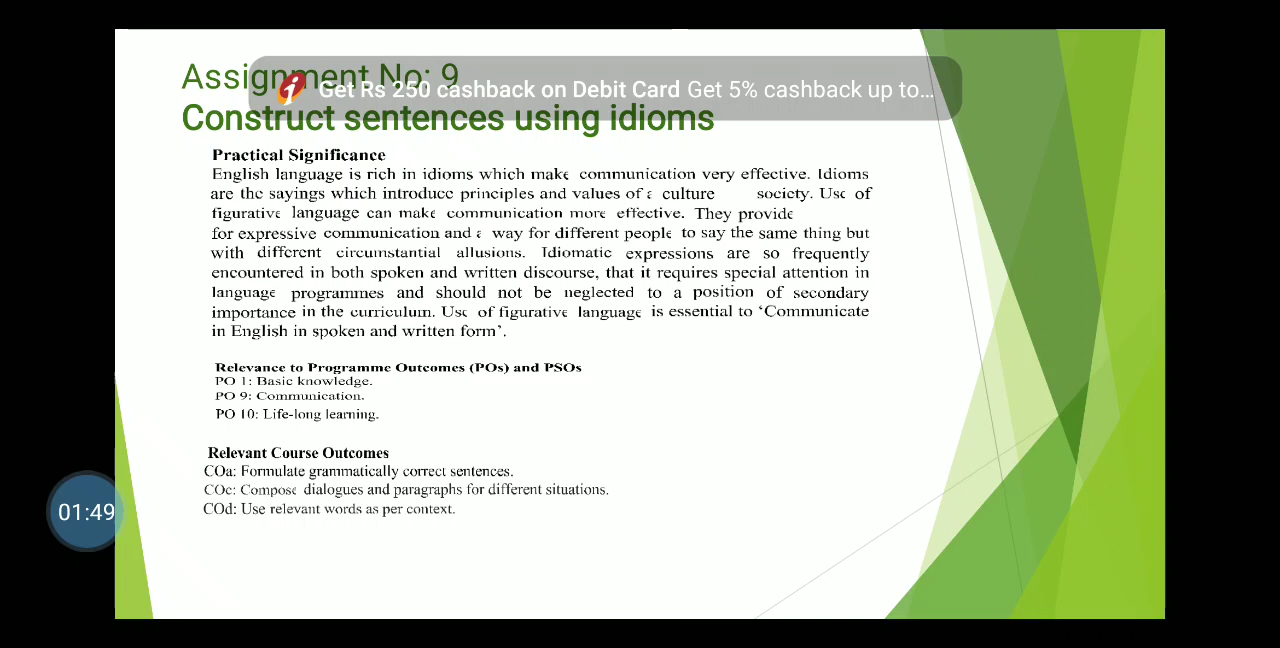 Assignment No: 9
Get Rs 250 cashback on Debit Card Get 5% cashback up to...
Construct sentences using idioms
Practical Significance
English language is rich in idioms which make communication very effective. Idioms
are the sayings which introduce principles and values of a culture society. Use of
figurative language can make communication more effective. They provide
for expressive communication and a way for different people to say the same thing but
with different circumstantial allusions. Idiomatic expressions are so frequently
encountered in both spoken and written discourse, that it requires special attention in
language programmes and should not be neglected to a position of secondary
importance in the curriculum. Use of figurative language is essential to ‘Communicate
in English in spoken and written form’.
Relevance to Programme Outcomes (POs) and PSOs
PO 1: Basic knowledge.
PO 9: Communication.
PO 10: Life-long learning.
Relevant Course Outcomes
COa: Formulate grammatically correct sentences.
COc: Compose dialogues and paragraphs for different situations.
01:49
COd: Use relevant words as per context.